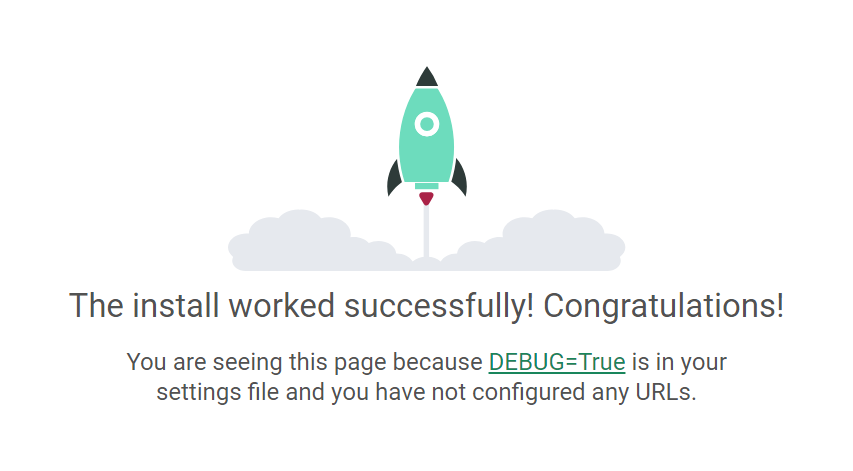 The install worked successfully! Congratulations!
You are seeing this page because DEBUG=True is in your
settings file and you have not configured any URLs.